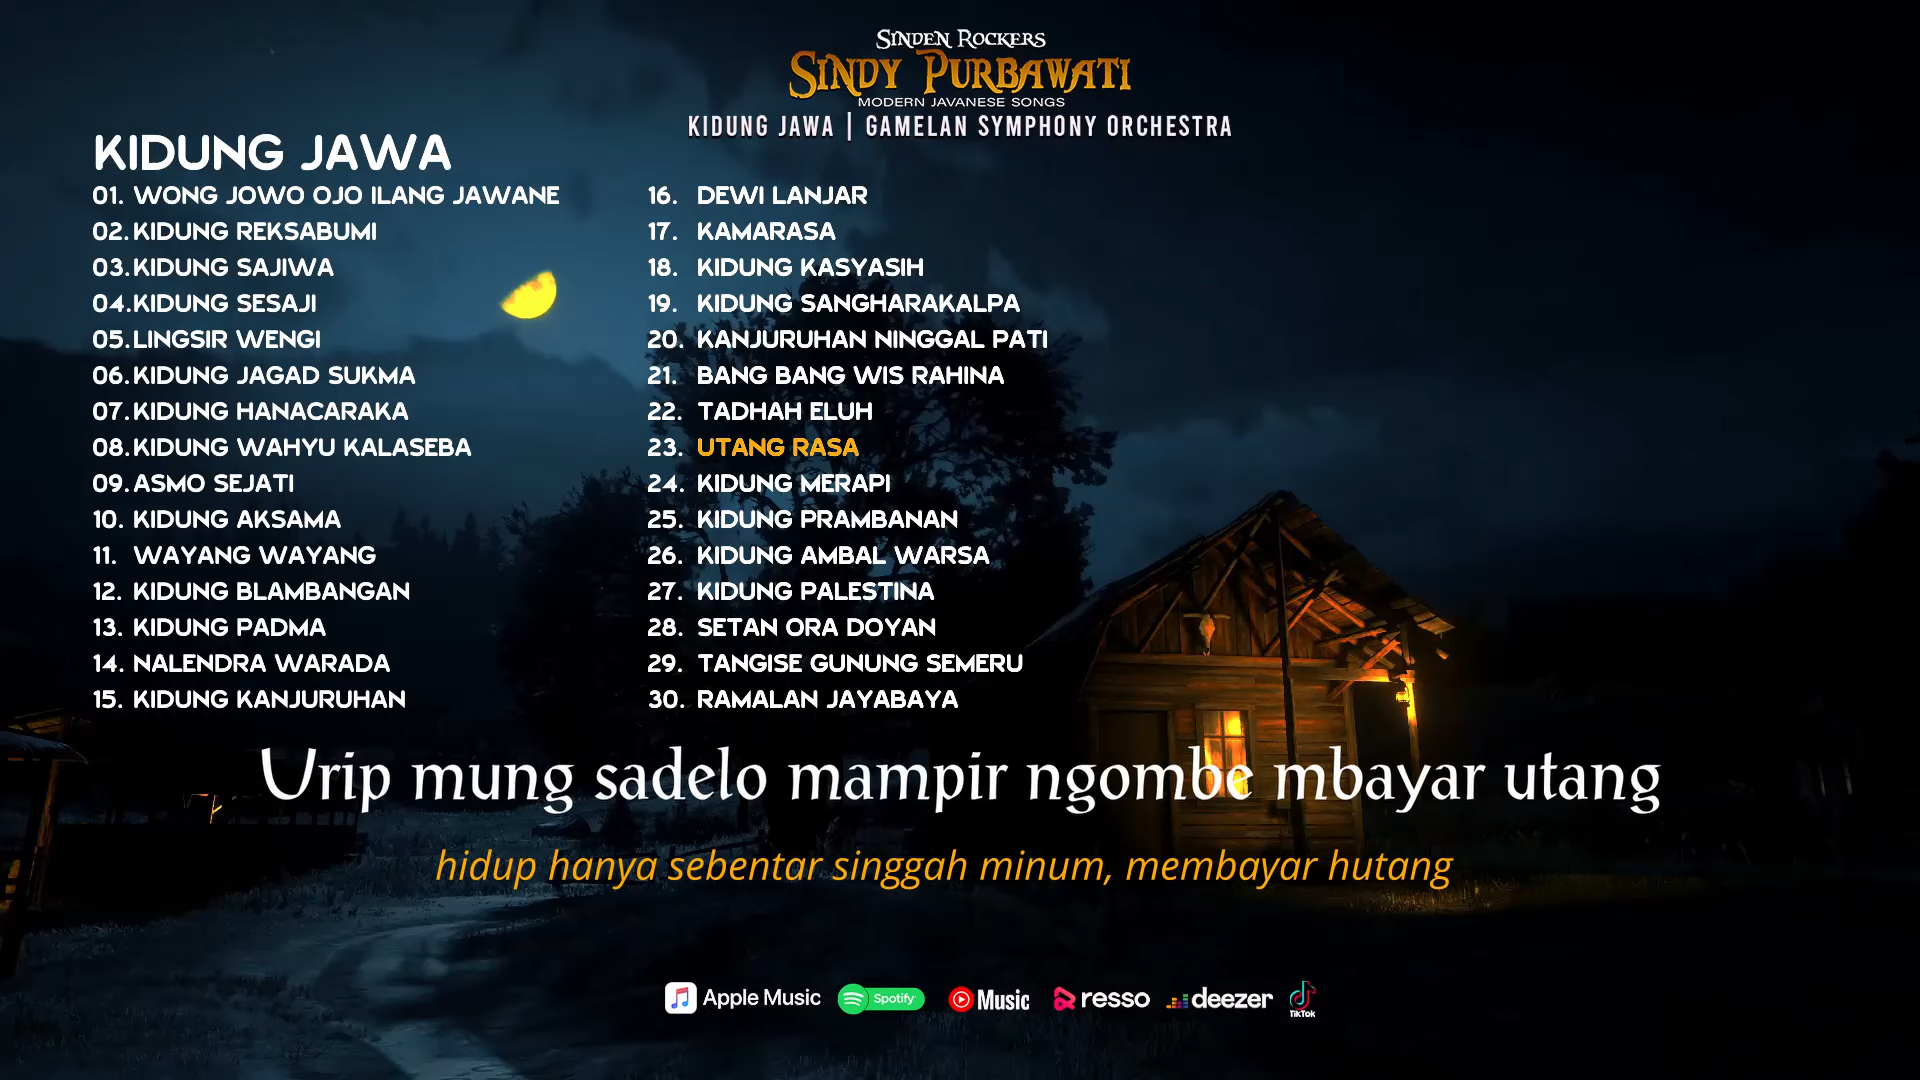 SINDEN ROCKERS
SINDY PURBAWATI
MODERN JAVANESE SONGS
KIDUNG JAWA | GAMELAN SYMPHONY ORCHESTRA
KIDUNG JAWA
01. WONG JOWO OJO ILANG JAWANE
02. KIDUNG REKSABUMI
03. KIDUNG SAJIWA
04. KIDUNG SESAJI
05. LINGSIR WENGI
06. KIDUNG JAGAD SUKMA
07. KIDUNG HANACARAKA
08. KIDUNG WAHYU KALASEBA
09. ASMO SEJATI
10. KIDUNG AKSAMA
11. WAYANG WAYANG
12. KIDUNG BLAMBANGAN
13. KIDUNG PADMA
14. NALENDRA WARADA
15. KIDUNG KANJURUHAN
16. DEWI LANJAR
17. KAMARASA
18. KIDUNG KASYASIH
19. KIDUNG SANGHARAKALPA
20. KANJURUHAN NINGGAL PATI
21. BANG BANG WIS RAHINA
22. TADHAH ELUH
23. UTANG RASA
24. KIDUNG MERAPI
25. KIDUNG PRAMBANAN
26. KIDUNG AMBAL WARSA
27. KIDUNG PALESTINA
28. SETAN ORA DOYAN
29. TANGISE GUNUNG SEMERU
30. RAMALAN JAYABAYA
Urip mung sadelo mampir ngombe mbayar utang
hidup hanya sebentar singgah minum, membayar hutang
Apple Music Spotify Music resso deezer TikTok